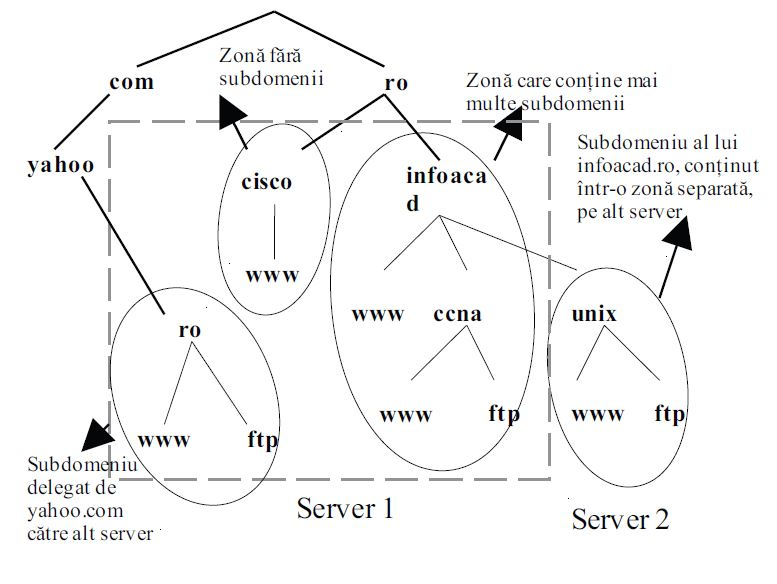 Zonă fără
subdomenii
com
ro
Zonă care conține mai
multe subdomenii
Subdomeniu al lui
infoacad.ro, conținut
într-o zonă separată,
pe alt server
yahoo
cisco
infoaca
d
www
ro
www
ccna
unix
www
ftp
www
ftp
www
ftp
Subdomeniu
delegat de
yahoo.com
către alt server
Server 1
Server 2